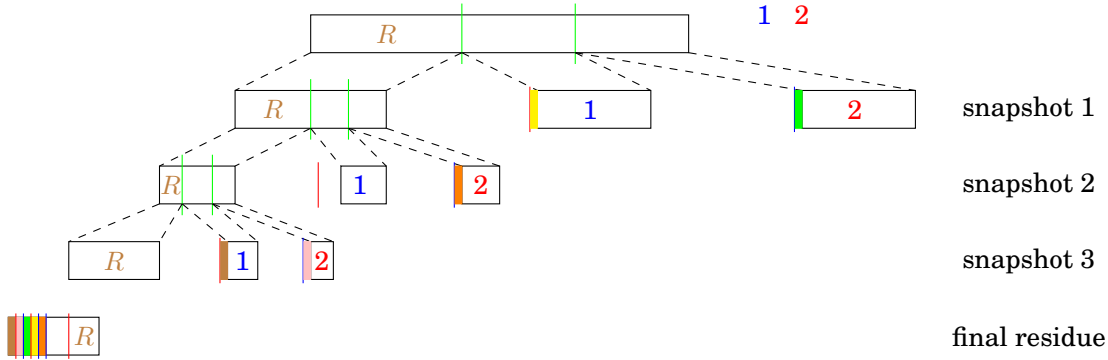 R 1 2
R 1 2 snapshot 1
R 1 2 snapshot 2
R 1 2 snapshot 3
R final residue